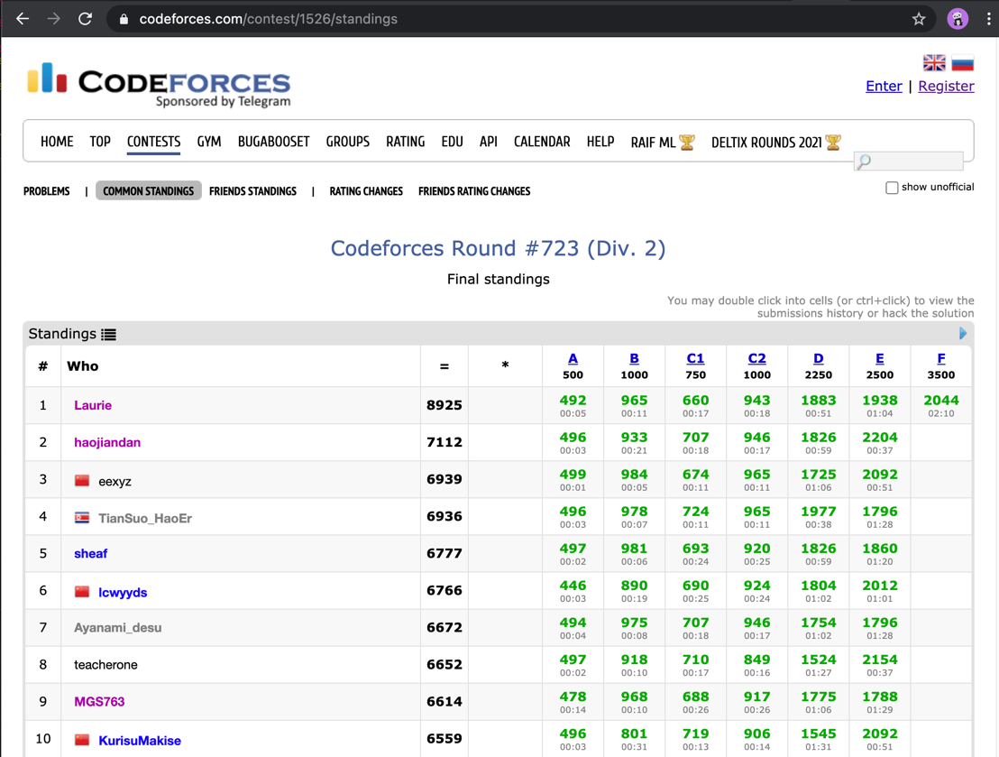 codeforces.com/contest/1526/standings
CODEFORCES
Sponsored by Telegram
Enter | Register
HOME TOP CONTESTS GYM BUGABOOSET GROUPS RATING EDU API CALENDAR HELP RAIF ML DELTIX ROUNDS 2021
PROBLEMS | COMMON STANDINGS FRIENDS STANDINGS | RATING CHANGES FRIENDS RATING CHANGES
show unofficial
Codeforces Round #723 (Div. 2)
Final standings
You may double click into cells (or ctrl+click) to view the
submissions history or hack the solution
Standings
# Who = * A B C1 C2 D E F
500 1000 750 1000 2250 2500 3500
1 Laurie 8925 492 965 660 943 1883 1938 2044
00:05 00:11 00:17 00:18 00:51 01:04 02:10
2 haojiandan 7112 496 933 707 946 1826 2204
00:03 00:21 00:18 00:17 00:59 00:37
3 eexyz 6939 499 984 674 965 1725 2092
00:01 00:05 00:11 00:11 01:06 00:51
4 TianSuo_HaoEr 6936 496 978 724 965 1977 1796
00:03 00:07 00:11 00:11 00:38 01:28
5 sheaf 6777 497 981 693 920 1826 1860
00:02 00:06 00:24 00:25 00:59 01:20
6 lcwyyds 6766 446 890 690 924 1804 2012
00:03 00:19 00:25 00:24 01:02 01:01
7 Ayanami_desu 6672 494 975 707 946 1754 1796
00:04 00:08 00:18 00:17 01:02 01:28
8 teacherone 6652 497 918 710 849 1524 2154
00:02 00:10 00:17 00:16 01:27 00:37
9 MGS763 6614 478 968 688 917 1775 1788
00:14 00:10 00:26 00:26 01:06 01:29
10 KurisuMakise 6559 496 801 719 906 1545 2092
00:03 00:31 00:13 00:14 01:31 00:51